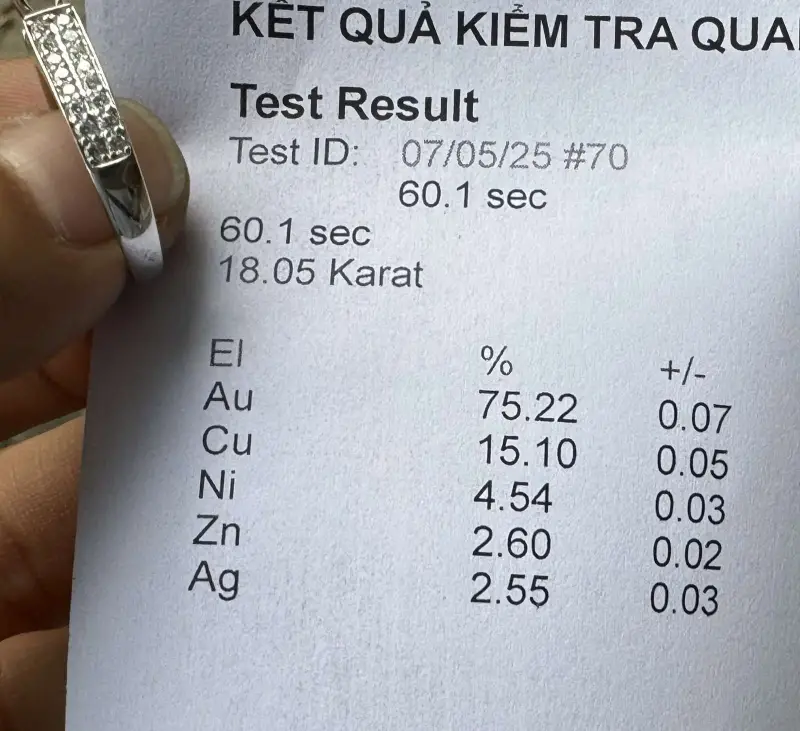 KẾT QUẢ KIỂM TRA
Test Result
Test ID: 07/05/25 #70
60.1 sec
60.1 sec
18.05 Karat
El % +/-
Au 75.22 0.07
Cu 15.10 0.05
Ni 4.54 0.03
Zn 2.60 0.02
Ag 2.55 0.03